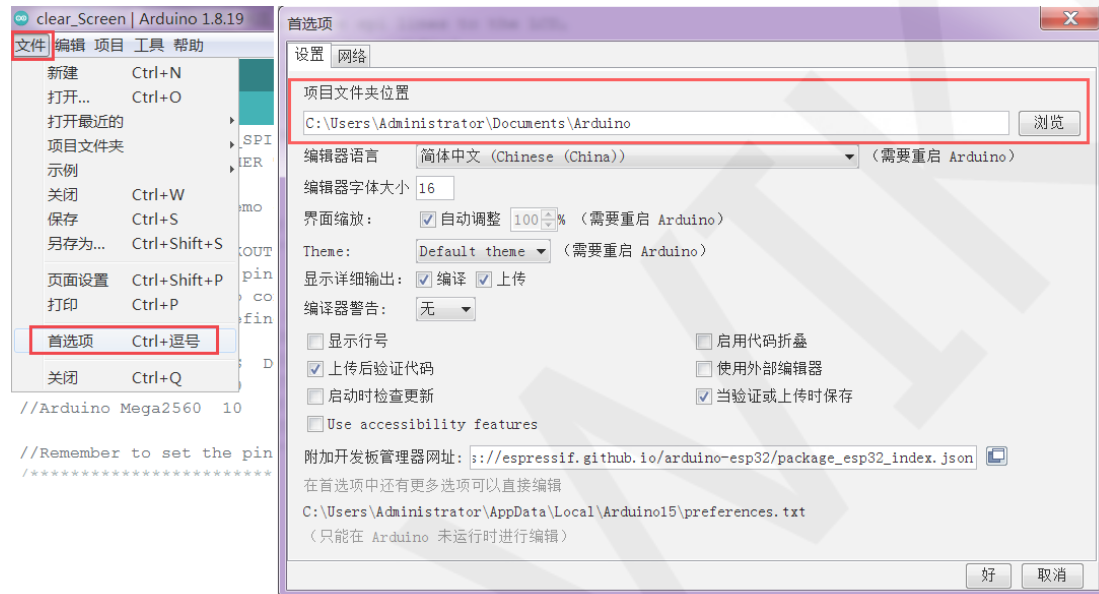 clear_Screen | Arduino 1.8.19
文件 编辑 项目 工具 帮助
新建 Ctrl+N
打开... Ctrl+O
打开最近的
项目文件夹
示例
关闭 Ctrl+W
保存 Ctrl+S
另存为... Ctrl+Shift+S
页面设置 Ctrl+Shift+P
打印 Ctrl+P
首选项 Ctrl+逗号
关闭 Ctrl+Q
_SPI
IER
emo
KOUT
pin
co
efin
D
//Arduino Mega2560 10
//Remember to set the pin
/*************************
首选项
设置 网络
项目文件夹位置
C:\Users\Administrator\Documents\Arduino 浏览
编辑器语言 简体中文 (Chinese (China)) (需要重启 Arduino)
编辑器字体大小 16
界面缩放: 自动调整 100 % (需要重启 Arduino)
Theme: Default theme (需要重启 Arduino)
显示详细输出: 编译 上传
编译器警告: 无
显示行号 启用代码折叠
上传后验证代码 使用外部编辑器
启动时检查更新 当验证或上传时保存
Use accessibility features
附加开发板管理器网址: s://espressif.github.io/arduino-esp32/package_esp32_index.json
在首选项中还有更多选项可以直接编辑
C:\Users\Administrator\AppData\Local\Arduino15\preferences.txt
(只能在 Arduino 未运行时进行编辑)
好 取消